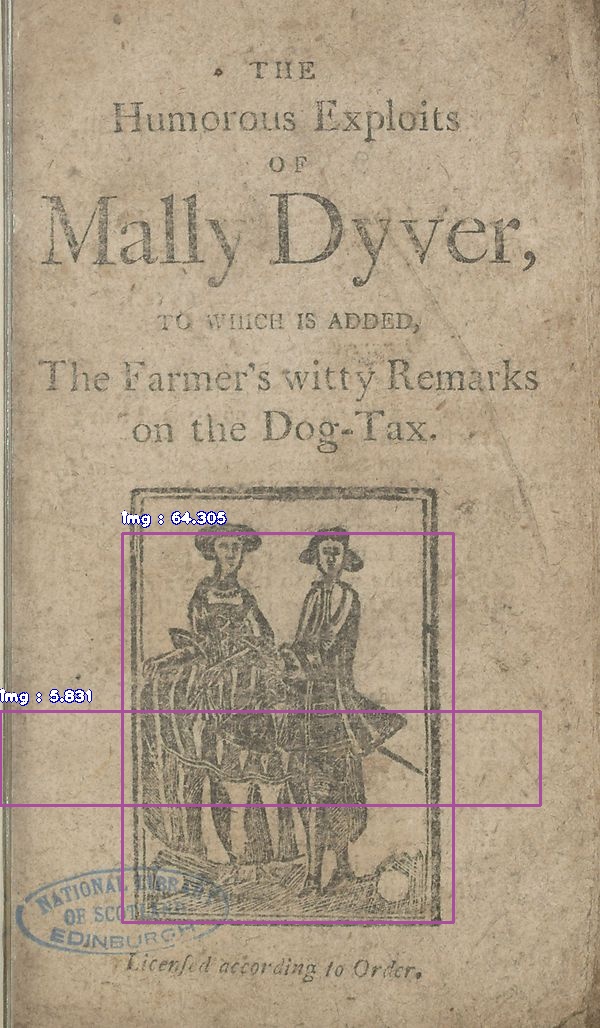 THE
Humorous Exploits
OF
Mally Dyver,
TO WHICH IS ADDED,
The Farmer's witty Remarks
on the Dog-Tax.
img : 64.305
img : 5.831
NATIONAL LIBRARY
OF SCOTLAND
EDINBURGH
Licenſed according to Order.